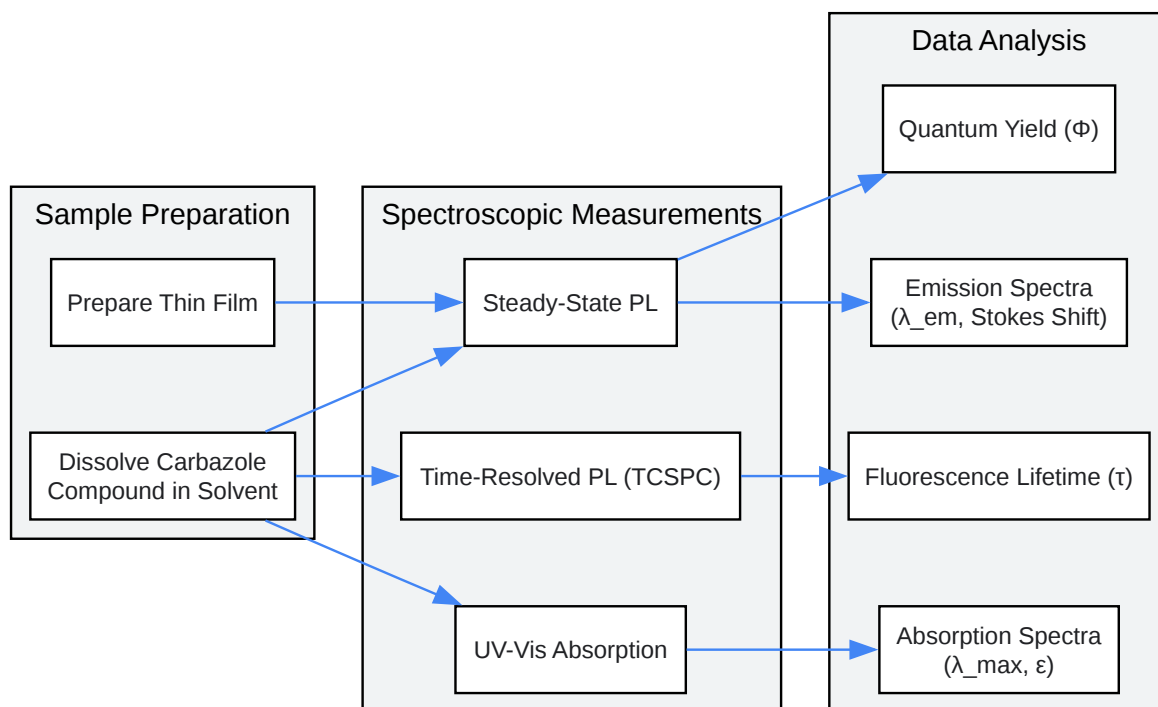 Sample Preparation
Prepare Thin Film
Dissolve Carbazole
Compound in Solvent
Spectroscopic Measurements
Steady-State PL
Time-Resolved PL (TCSPC)
UV-Vis Absorption
Data Analysis
Quantum Yield (Φ)
Emission Spectra
(λ_em, Stokes Shift)
Fluorescence Lifetime (τ)
Absorption Spectra
(λ_max, ε)